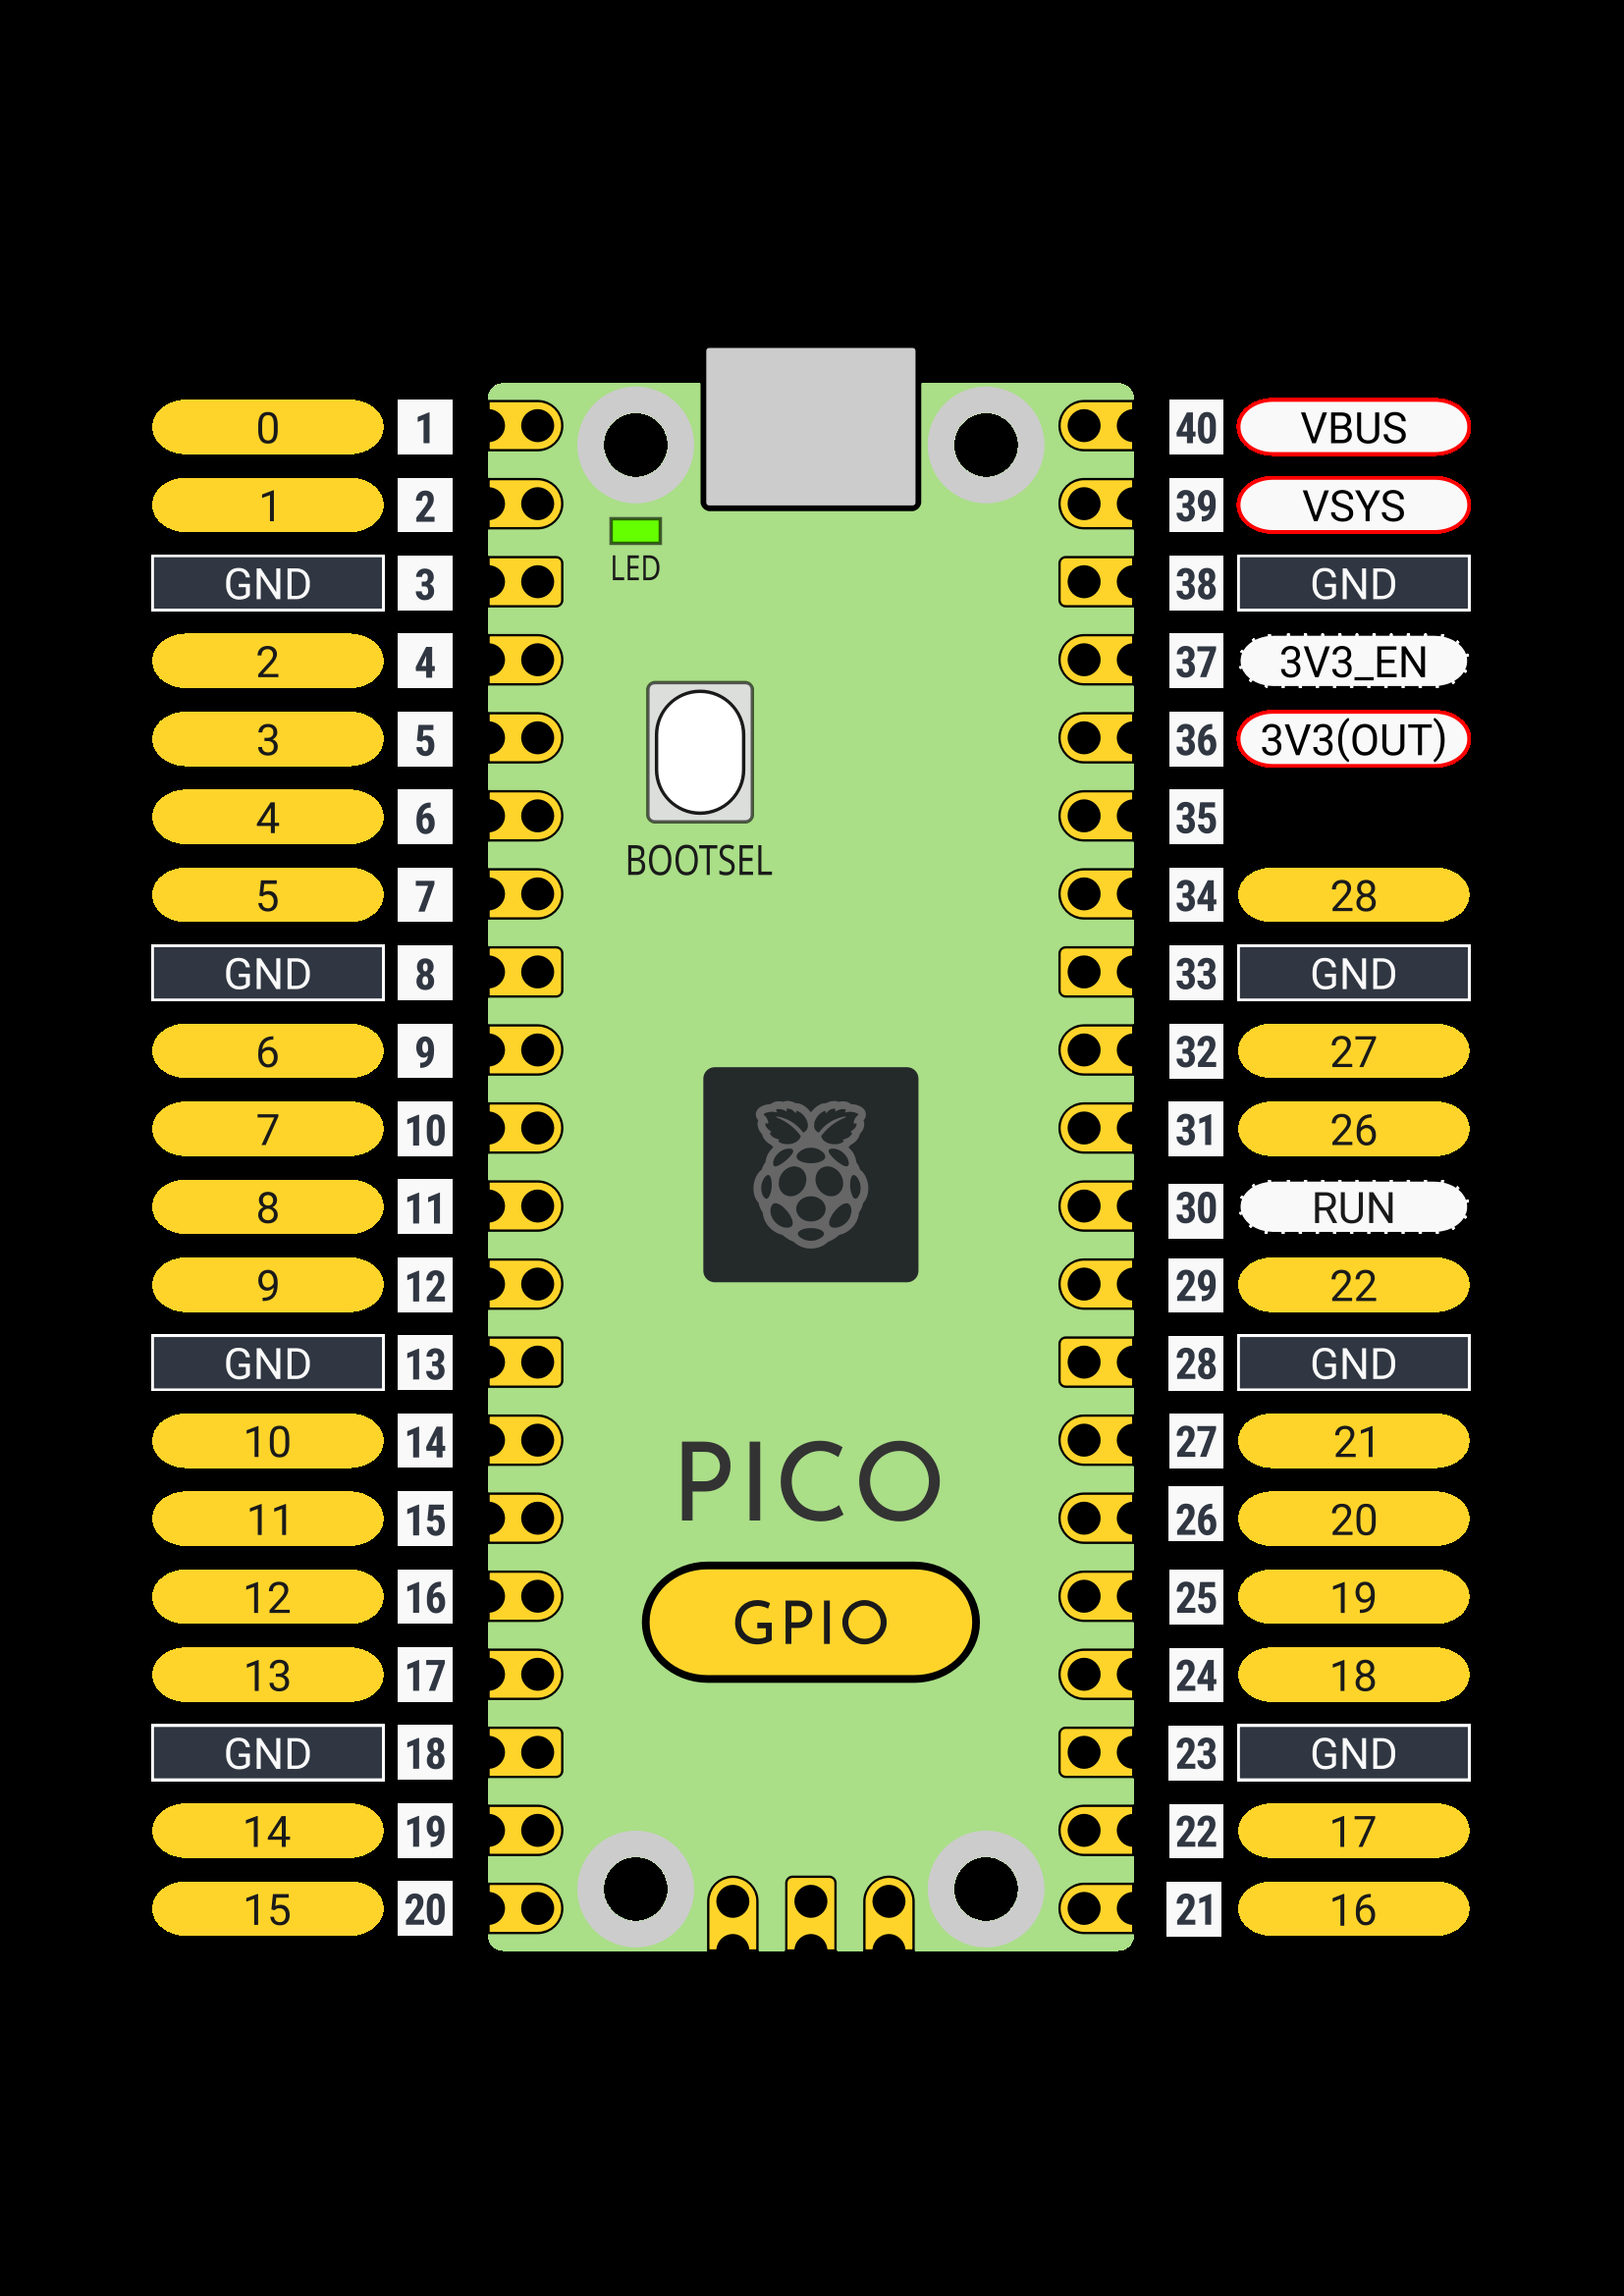 0 1 40 VBUS
1 2 39 VSYS
GND 3 LED 38 GND
2 4 37 3V3_EN
3 5 36 3V3(OUT)
4 6 35
BOOTSEL
5 7 34 28
GND 8 33 GND
6 9 32 27
7 10 31 26
8 11 30 RUN
9 12 29 22
GND 13 28 GND
10 14 27 21
PICO
11 15 26 20
12 16 GPIO 25 19
13 17 24 18
GND 18 23 GND
14 19 22 17
15 20 21 16